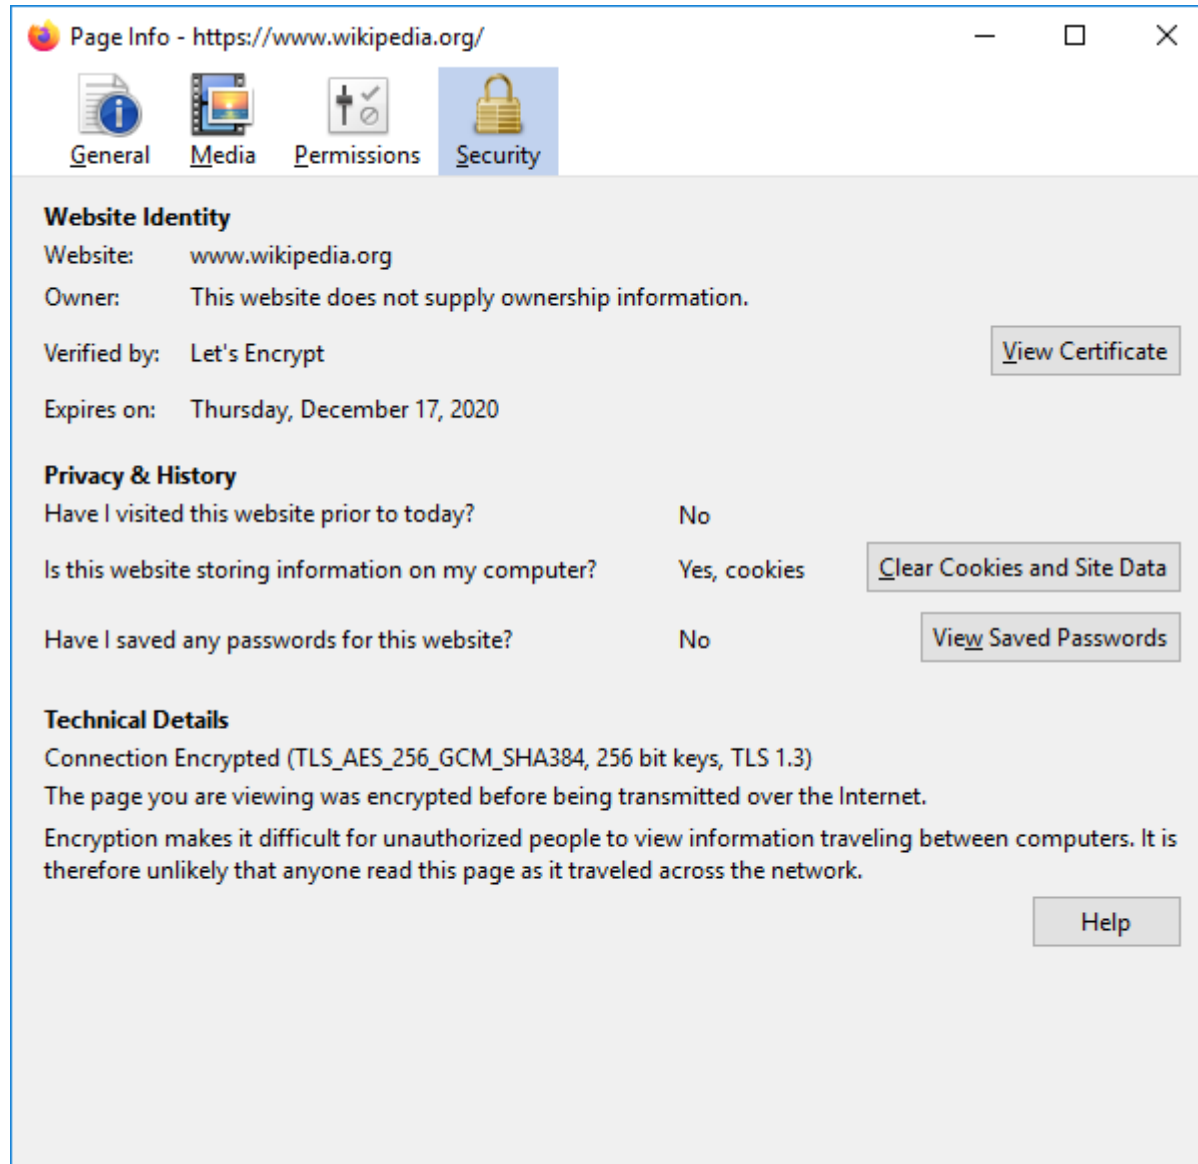 Page Info - https://www.wikipedia.org/
General Media Permissions Security
Website Identity
Website: www.wikipedia.org
Owner: This website does not supply ownership information.
Verified by: Let's Encrypt View Certificate
Expires on: Thursday, December 17, 2020
Privacy & History
Have I visited this website prior to today? No
Is this website storing information on my computer? Yes, cookies Clear Cookies and Site Data
Have I saved any passwords for this website? No View Saved Passwords
Technical Details
Connection Encrypted (TLS_AES_256_GCM_SHA384, 256 bit keys, TLS 1.3)
The page you are viewing was encrypted before being transmitted over the Internet.
Encryption makes it difficult for unauthorized people to view information traveling between computers. It is
therefore unlikely that anyone read this page as it traveled across the network.
Help